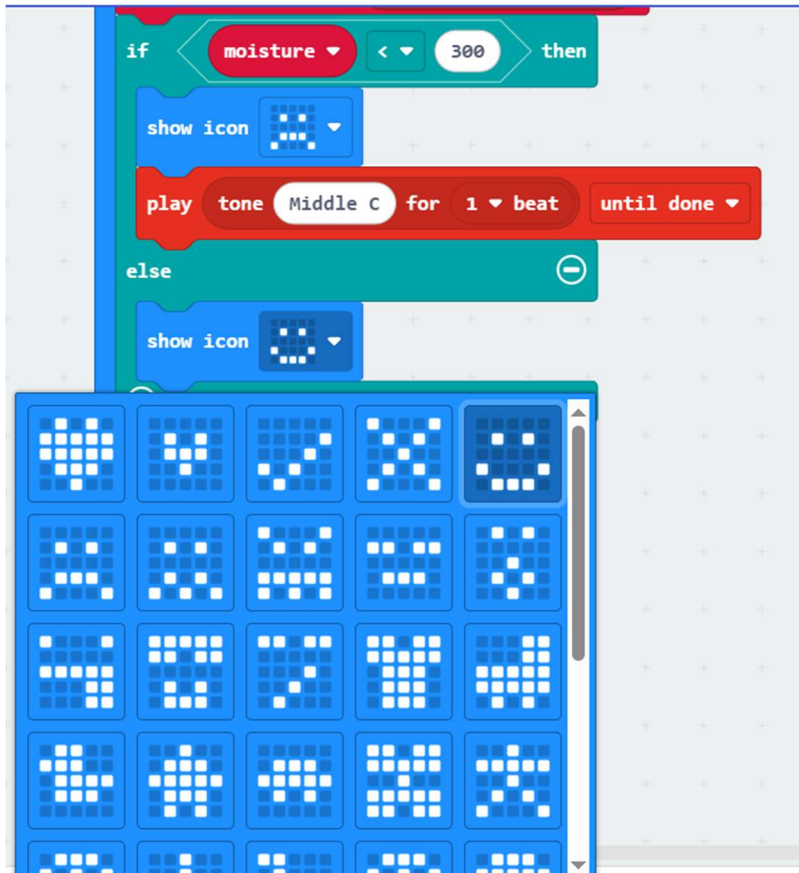 if moisture < 300 then
show icon
play tone Middle C for 1 beat until done
else
show icon